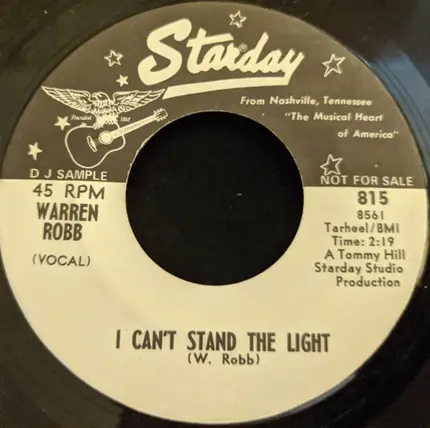 Starday®
From Nashville, Tennessee
"The Musical Heart
of America"
Founded 1952
D J SAMPLE
NOT FOR SALE
45 RPM
WARREN
ROBB
(VOCAL)
815
8561
Tarheel/BMI
Time: 2:19
A Tommy Hill
Starday Studio
Production
I CAN'T STAND THE LIGHT
(W. Robb)